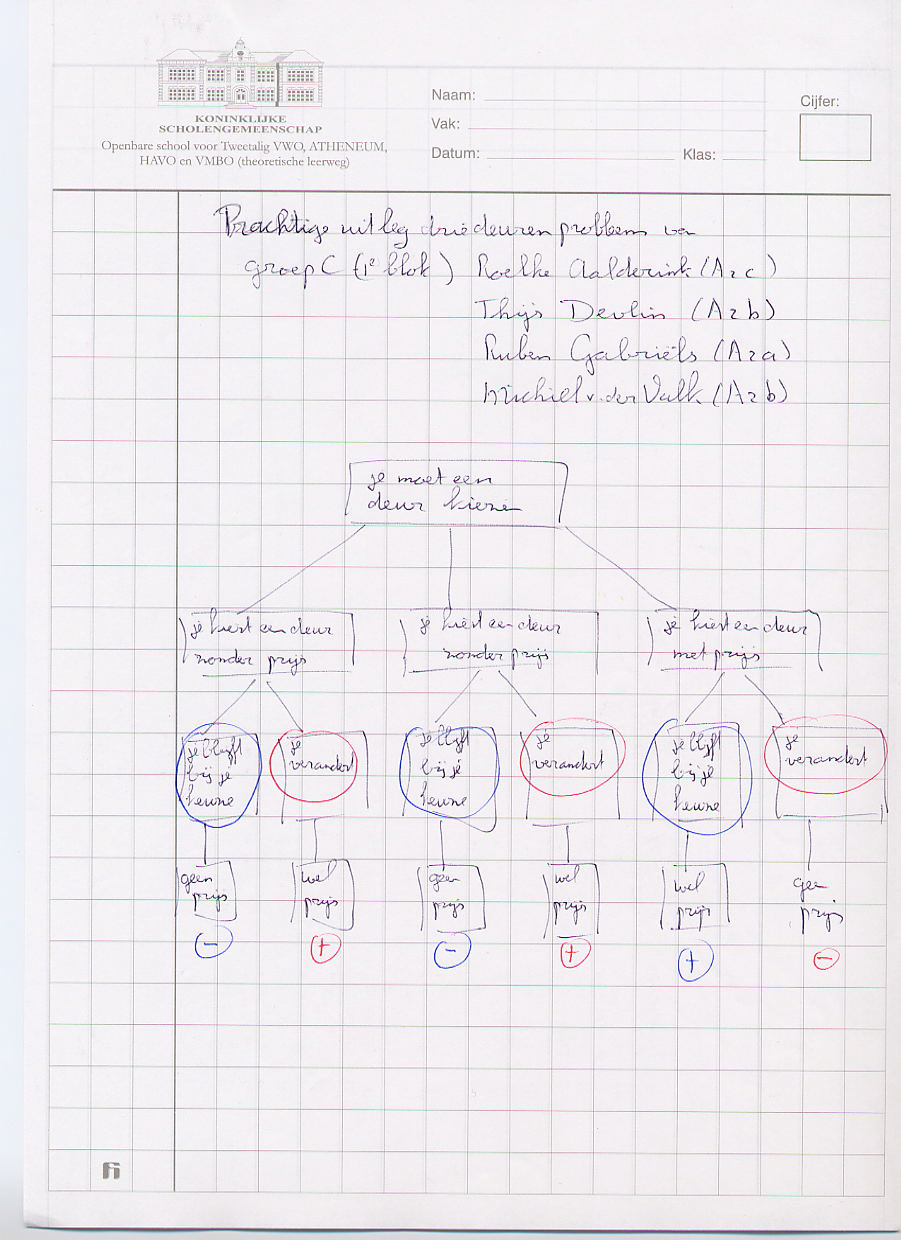 KONINKLIJKE
SCHOLENGEMEENSCHAP
Openbare school voor Tweetalig VWO, ATHENEUM,
HAVO en VMBO (theoretische leerweg)
Naam:
Vak:
Datum: Klas:
Cijfer:
Prachtige uitleg driedeurenprobleem van
groep C (1e blok) Roelke Aalderink (A2c)
Thijs Devlin (A2b)
Ruben Gabriëls (A2a)
Michiel v. der Valk (A2b)
je moet een
deur kiezen
je kiest een deur
zonder prijs
je kiest een deur
zonder prijs
je kiest een deur
met prijs
je blijft
bij je
keuze
je
verandert
je blijft
bij je
keuze
je
verandert
je blijft
bij je
keuze
je
verandert
geen
prijs
wel
prijs
geen
prijs
wel
prijs
wel
prijs
geen
prijs
- + - + + -
fi